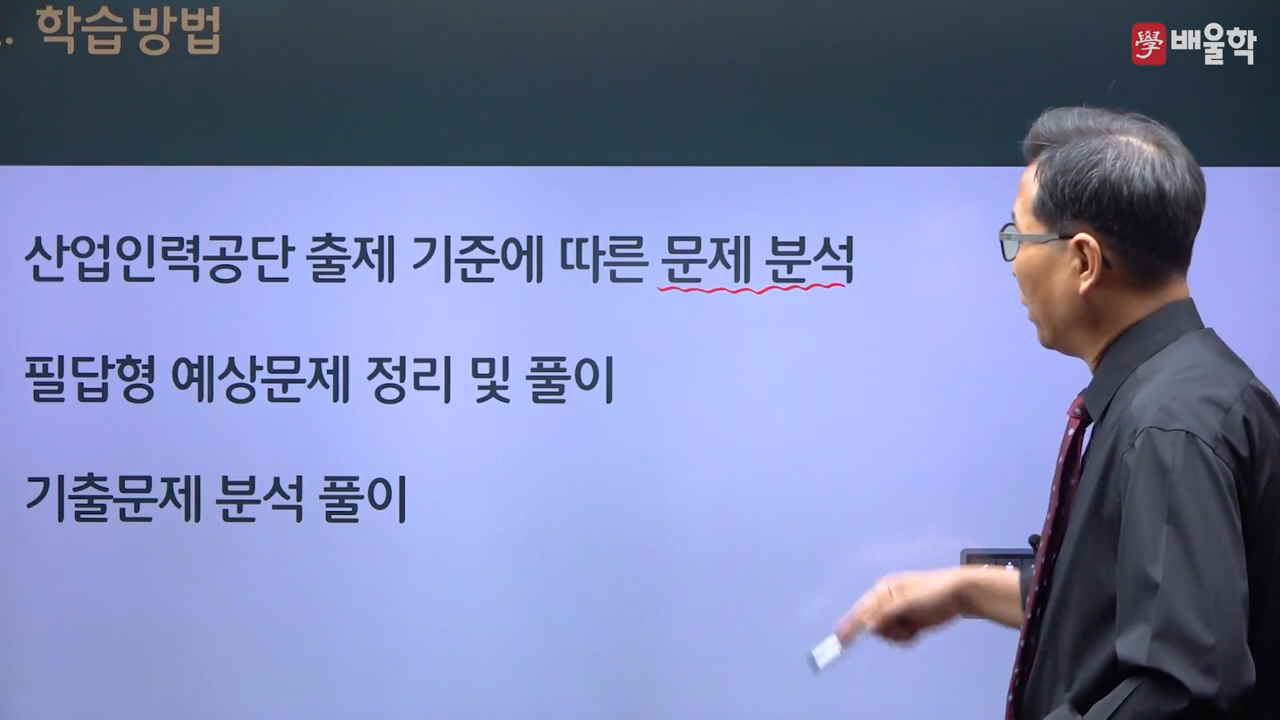 . 학습방법
學 배울학
산업인력공단 출제 기준에 따른 문제 분석
필답형 예상문제 정리 및 풀이
기출문제 분석 풀이